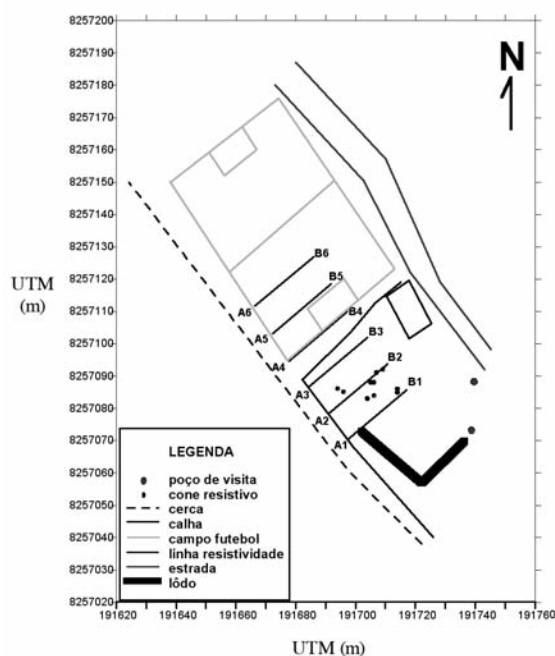 8257200
8257190
8257180
8257170
8257160
8257150
8257140
8257130
8257120
8257110
8257100
8257090
8257080
8257070
8257060
8257050
8257040
8257030
8257020
UTM
(m)
N
B6
B5
B4
B3
B2
B1
A6
A5
A4
A3
A2
A1
LEGENDA
poço de visita
cone resistivo
cerca
calha
campo futebol
linha resistividade
estrada
lôdo
191620 191640 191660 191680 191700 191720 191740 191760
UTM (m)